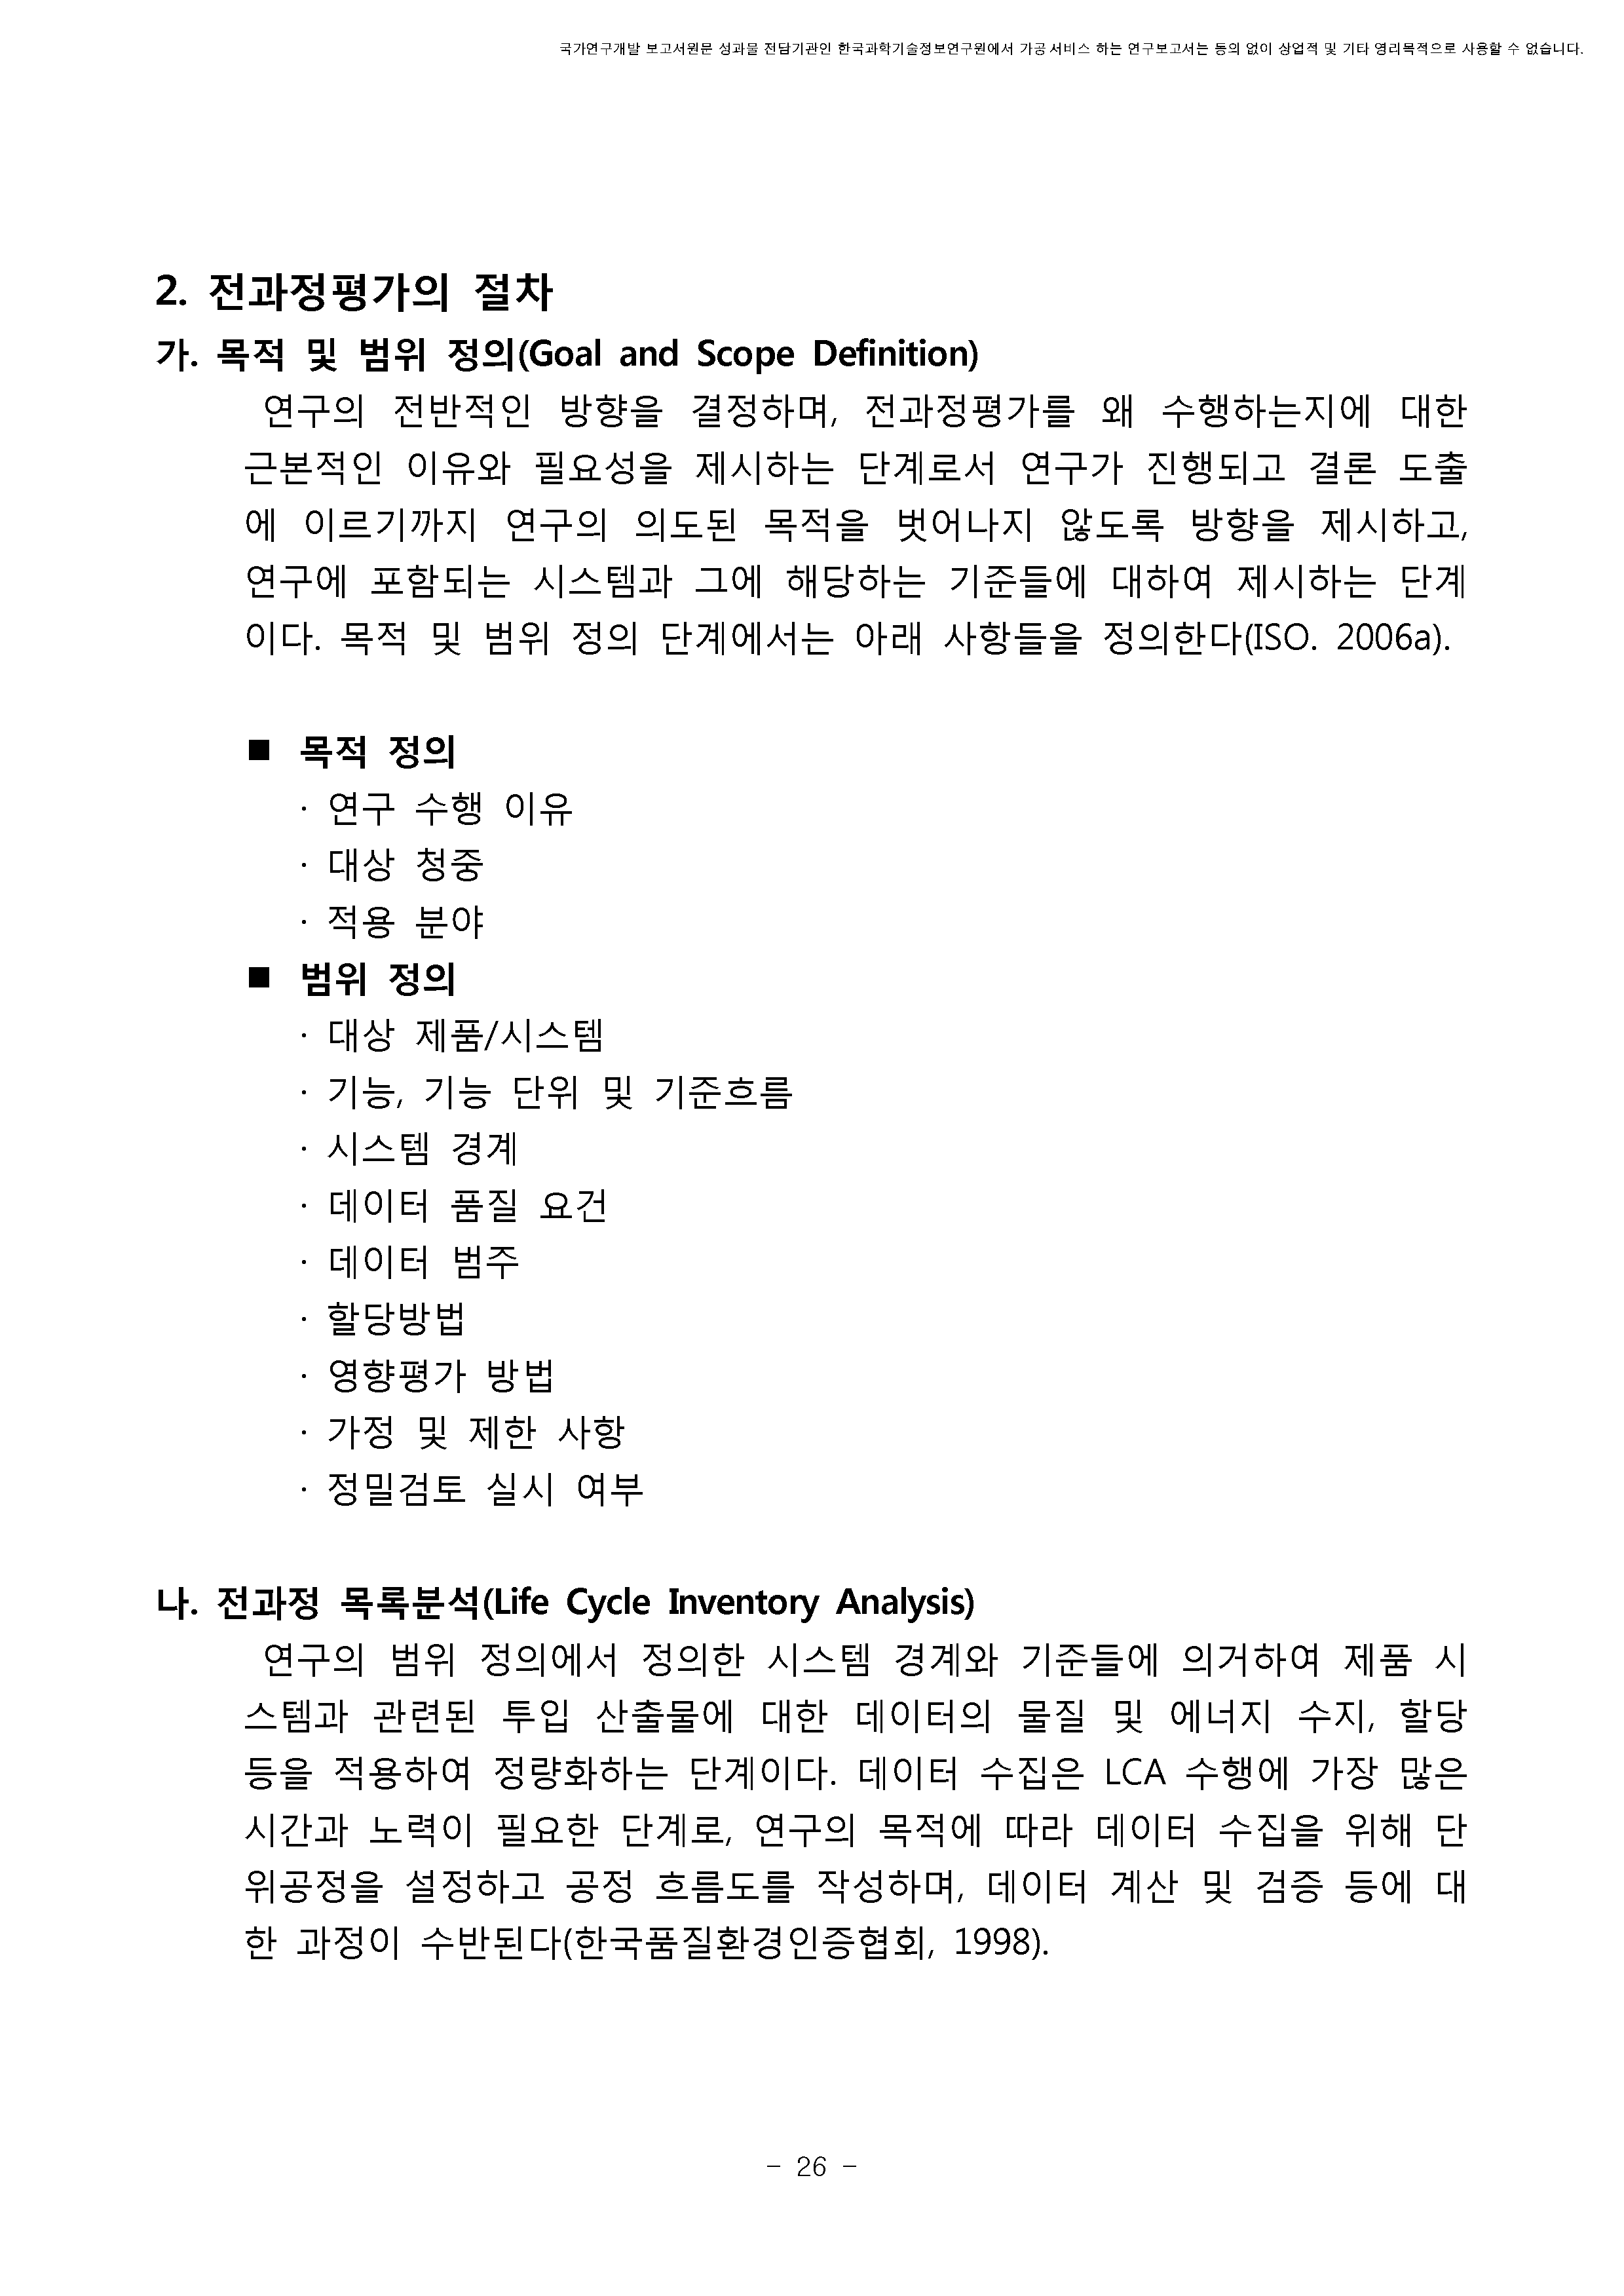 국가연구개발 보고서원문 성과물 전담기관인 한국과학기술정보연구원에서 가공·서비스 하는 연구보고서는 동의 없이 상업적 및 기타 영리목적으로 사용할 수 없습니다.
2. 전과정평가의 절차
가. 목적 및 범위 정의(Goal and Scope Definition)
연구의 전반적인 방향을 결정하며, 전과정평가를 왜 수행하는지에 대한
근본적인 이유와 필요성을 제시하는 단계로서 연구가 진행되고 결론 도출
에 이르기까지 연구의 의도된 목적을 벗어나지 않도록 방향을 제시하고,
연구에 포함되는 시스템과 그에 해당하는 기준들에 대하여 제시하는 단계
이다. 목적 및 범위 정의 단계에서는 아래 사항들을 정의한다(ISO. 2006a).
■ 목적 정의
· 연구 수행 이유
· 대상 청중
· 적용 분야
■ 범위 정의
· 대상 제품/시스템
· 기능, 기능 단위 및 기준흐름
· 시스템 경계
· 데이터 품질 요건
· 데이터 범주
· 할당방법
· 영향평가 방법
· 가정 및 제한 사항
· 정밀검토 실시 여부
나. 전과정 목록분석(Life Cycle Inventory Analysis)
연구의 범위 정의에서 정의한 시스템 경계와 기준들에 의거하여 제품 시
스템과 관련된 투입 산출물에 대한 데이터의 물질 및 에너지 수지, 할당
등을 적용하여 정량화하는 단계이다. 데이터 수집은 LCA 수행에 가장 많은
시간과 노력이 필요한 단계로, 연구의 목적에 따라 데이터 수집을 위해 단
위공정을 설정하고 공정 흐름도를 작성하며, 데이터 계산 및 검증 등에 대
한 과정이 수반된다(한국품질환경인증협회, 1998).
- 26 -